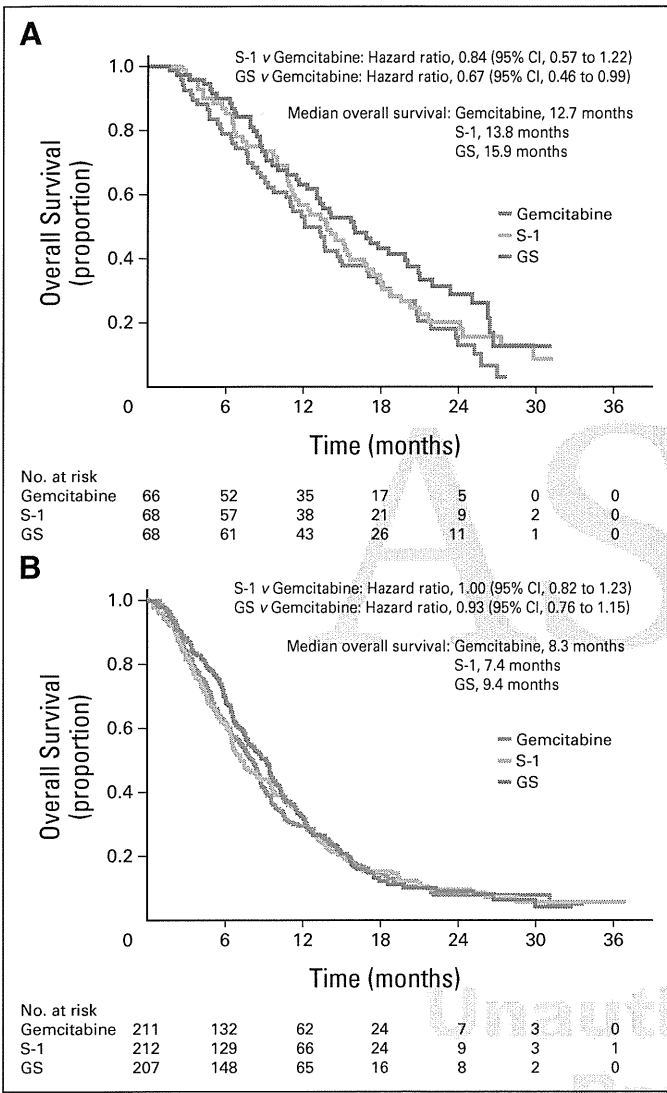 A
S-1 v Gemcitabine: Hazard ratio, 0.84 (95% CI, 0.57 to 1.22)
GS v Gemcitabine: Hazard ratio, 0.67 (95% CI, 0.46 to 0.99)
Median overall survival: Gemcitabine, 12.7 months
S-1, 13.8 months
GS, 15.9 months
Overall Survival
(proportion)
1.0
0.8
0.6
0.4
0.2
Gemcitabine
S-1
GS
0 6 12 18 24 30 36
Time (months)
No. at risk
Gemcitabine 66 52 35 17 5 0 0
S-1 68 57 38 21 9 2 0
GS 68 61 43 26 11 1 0
AS
B
S-1 v Gemcitabine: Hazard ratio, 1.00 (95% CI, 0.82 to 1.23)
GS v Gemcitabine: Hazard ratio, 0.93 (95% CI, 0.76 to 1.15)
Median overall survival: Gemcitabine, 8.3 months
S-1, 7.4 months
GS, 9.4 months
Overall Survival
(proportion)
1.0
0.8
0.6
0.4
0.2
Gemcitabine
S-1
GS
0 6 12 18 24 30 36
Time (months)
No. at risk
Gemcitabine 211 132 62 24 7 3 0
S-1 212 129 66 24 9 3 1
GS 207 148 65 16 8 2 0
Unauth